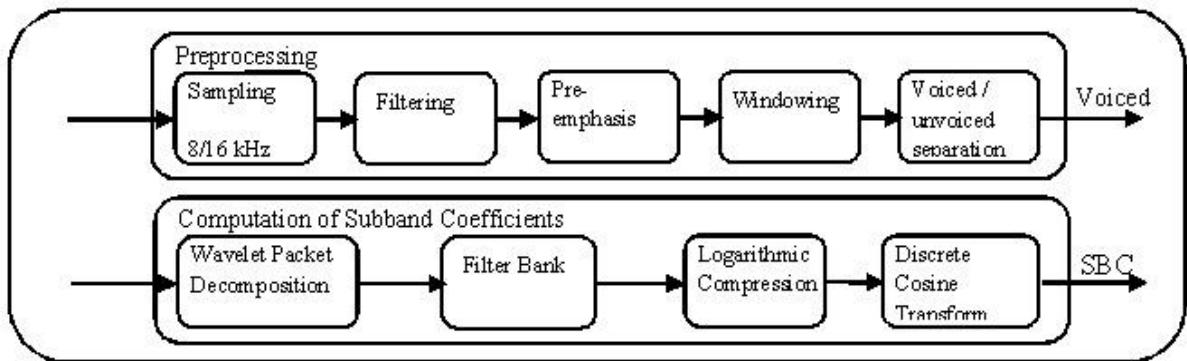 Preprocessing
Sampling
8/16 kHz
Filtering
Pre-
emphasis
Windowing
Voiced /
unvoiced
separation
Voiced
Computation of Subband Coefficients
Wavelet Packet
Decomposition
Filter Bank
Logarithmic
Compression
Discrete
Cosine
Transform
SBC